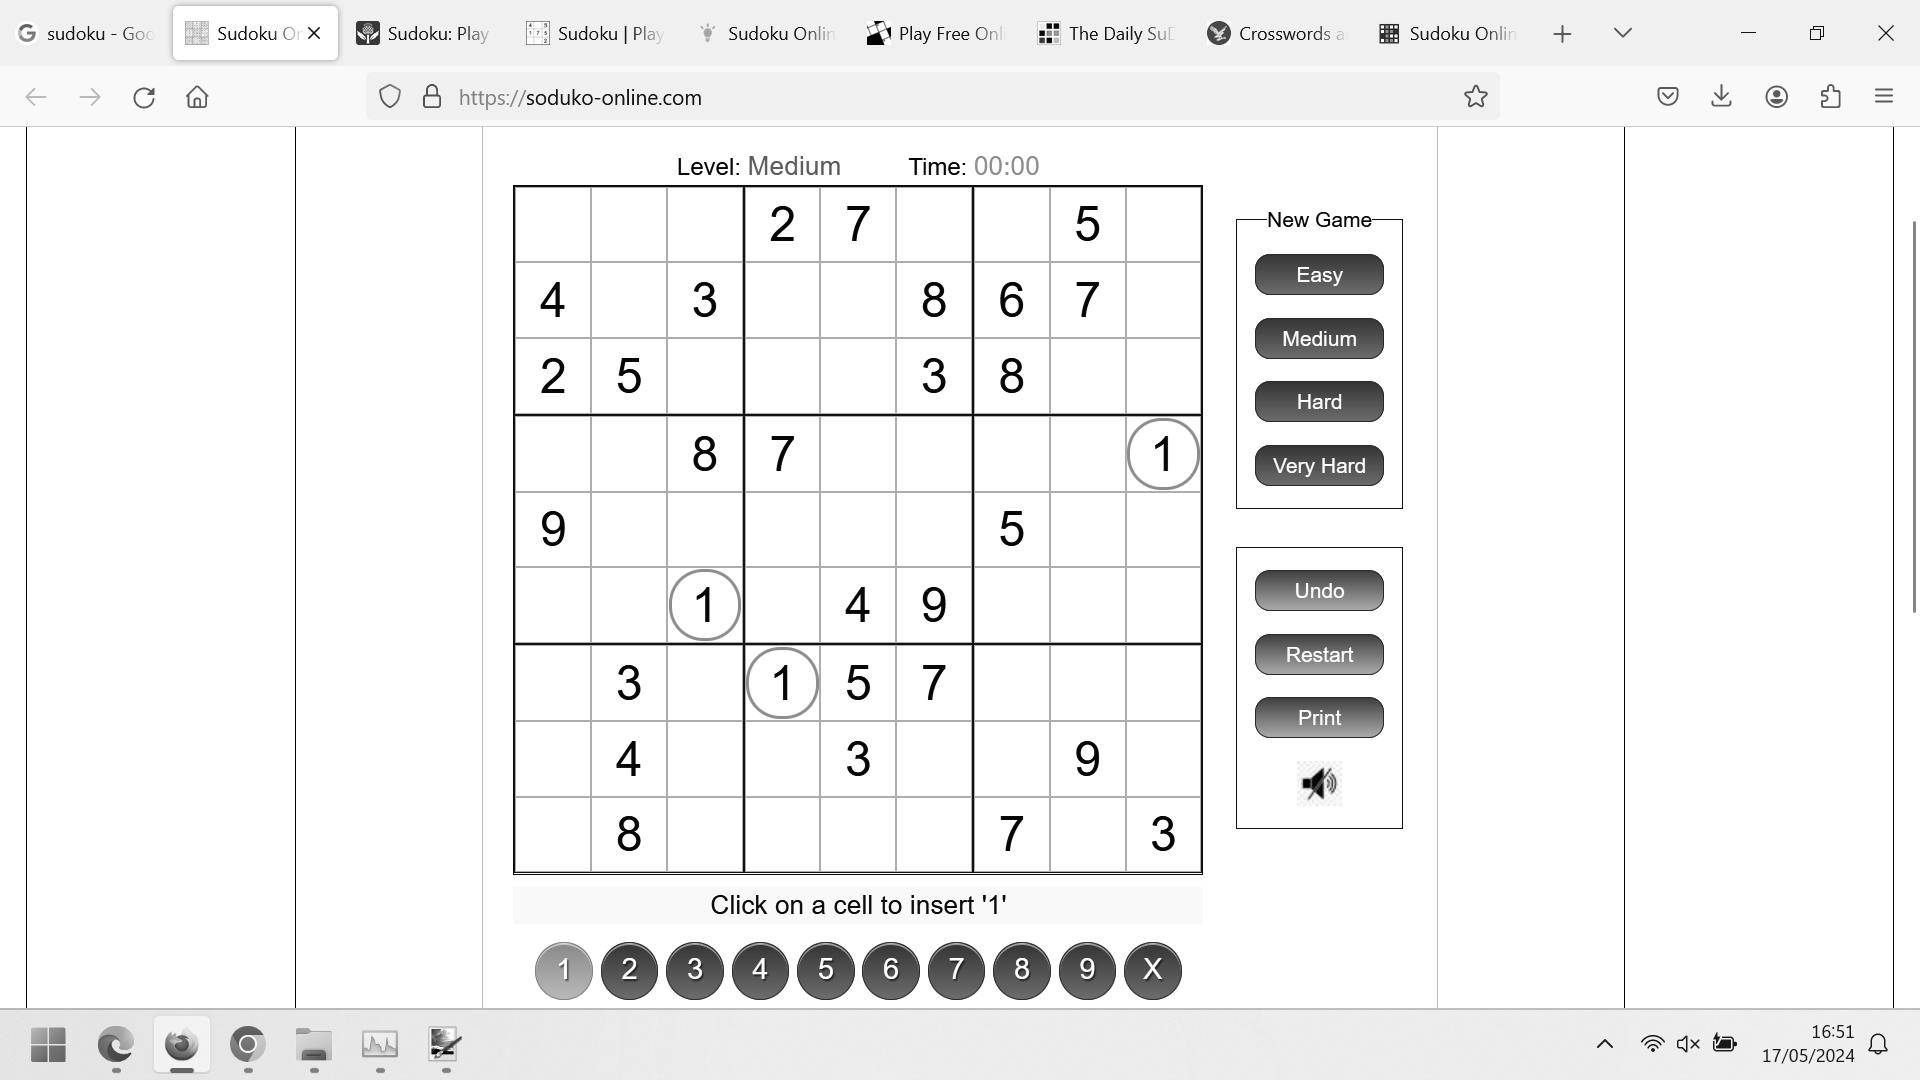 sudoku - Goo
Sudoku On
Sudoku: Play
Sudoku | Play
Sudoku Onlin
Play Free Onl
The Daily SuD
Crosswords a
Sudoku Onlin
https://soduko-online.com
Level: Medium Time: 00:00
2 7 5
4 3 8 6 7
2 5 3 8
8 7 1
9 5
1 4 9
3 1 5 7
4 3 9
8 7 3
Click on a cell to insert '1'
1 2 3 4 5 6 7 8 9 X
New Game
Easy
Medium
Hard
Very Hard
Undo
Restart
Print
16:51
17/05/2024